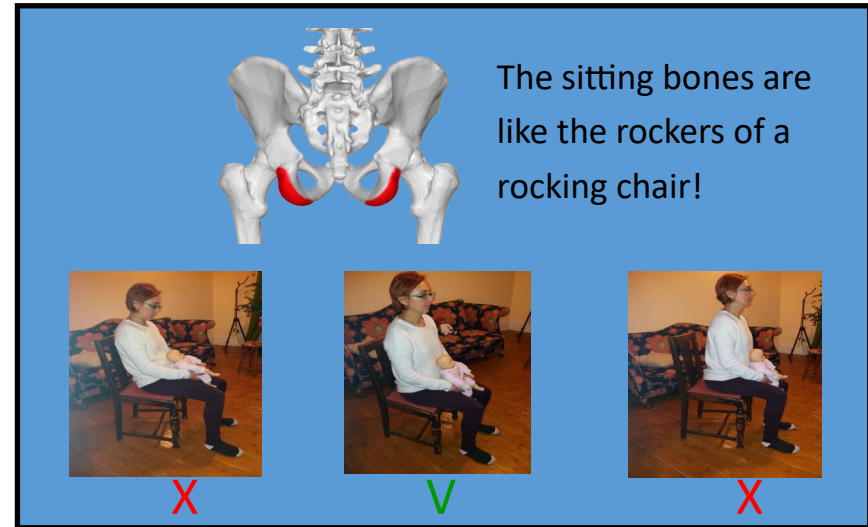 The sitting bones are
like the rockers of a
rocking chair!
X V X